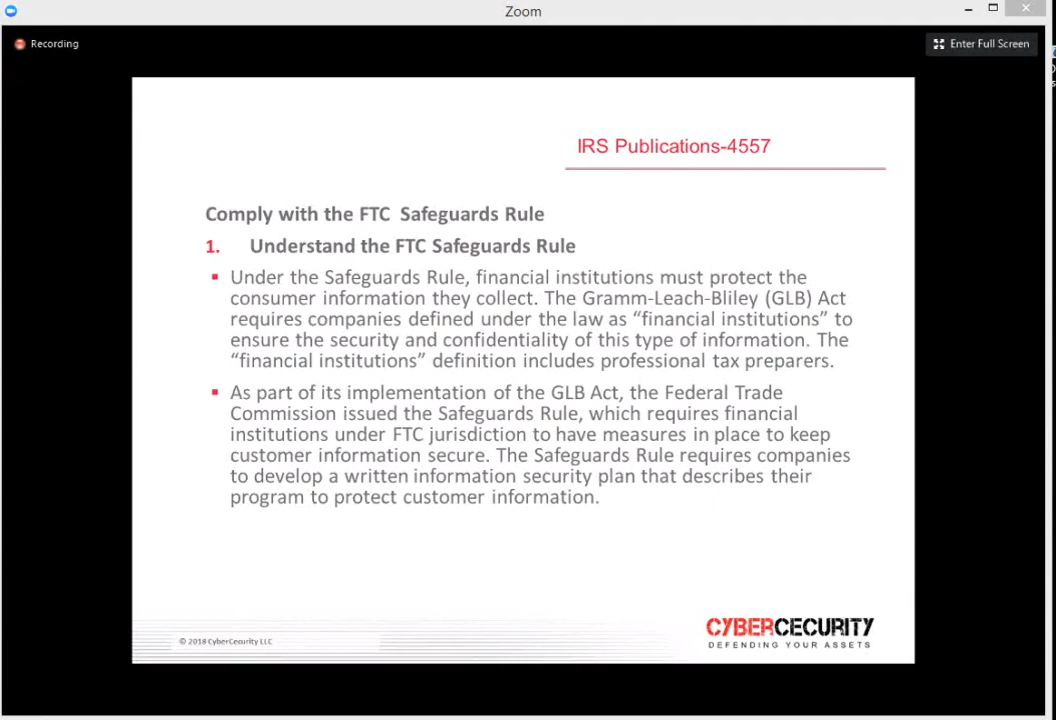 Zoom
Recording
Enter Full Screen
IRS Publications-4557
Comply with the FTC Safeguards Rule
1. Understand the FTC Safeguards Rule
Under the Safeguards Rule, financial institutions must protect the
consumer information they collect. The Gramm-Leach-Bliley (GLB) Act
requires companies defined under the law as “financial institutions” to
ensure the security and confidentiality of this type of information. The
“financial institutions” definition includes professional tax preparers.
As part of its implementation of the GLB Act, the Federal Trade
Commission issued the Safeguards Rule, which requires financial
institutions under FTC jurisdiction to have measures in place to keep
customer information secure. The Safeguards Rule requires companies
to develop a written information security plan that describes their
program to protect customer information.
© 2018 CyberCecurity LLC
CYBERCECURITY
DEFENDING YOUR ASSETS